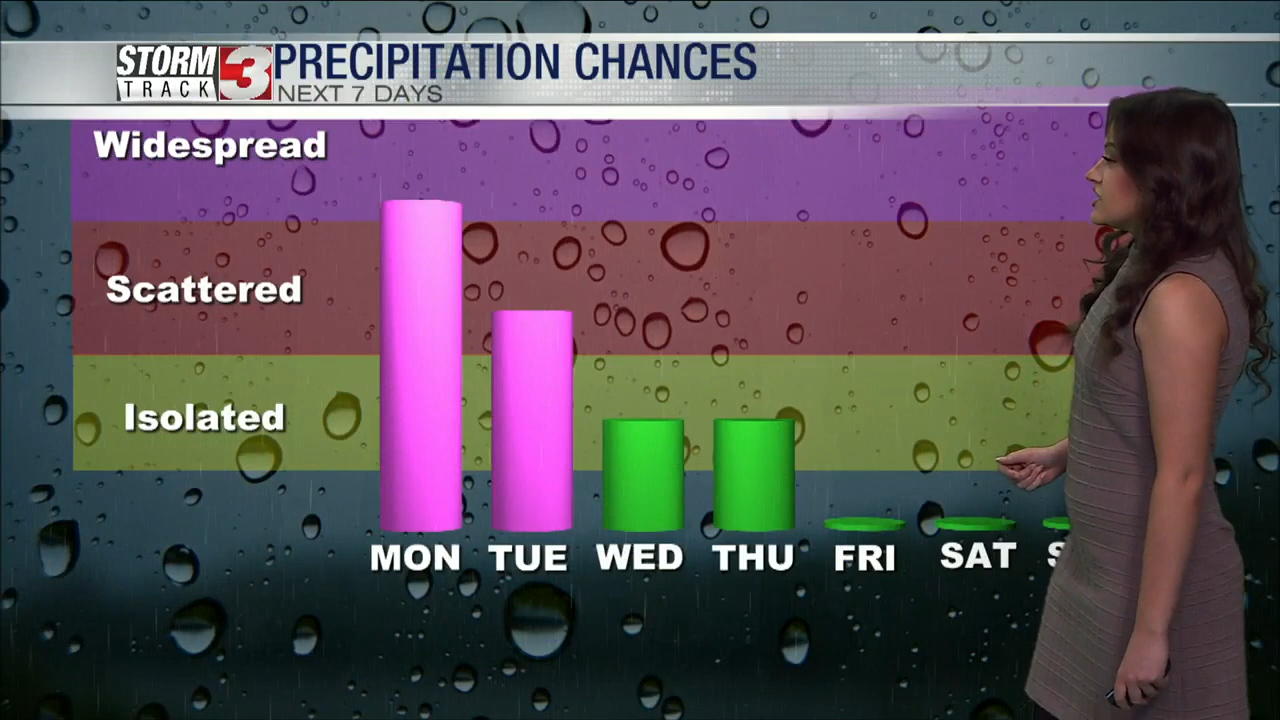 STORM
TRACK
3
PRECIPITATION CHANCES
NEXT 7 DAYS
Widespread
Scattered
Isolated
MON TUE WED THU FRI SAT S